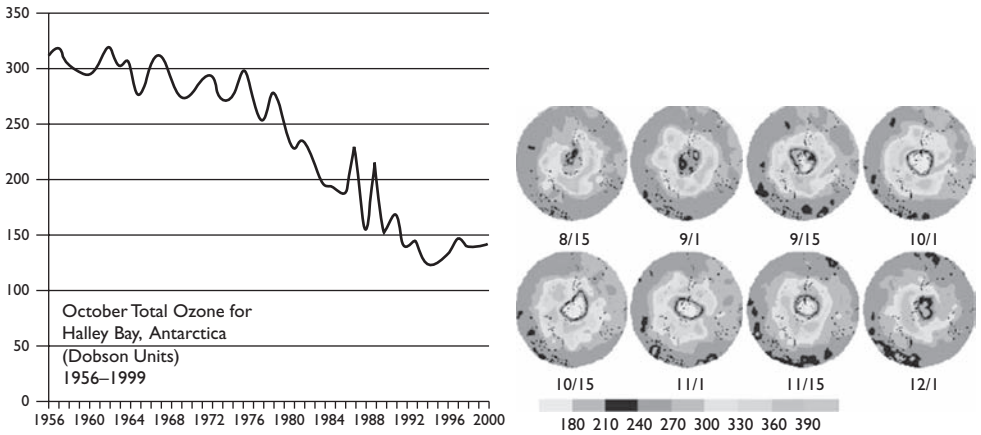 350
300
250
200
150
100
50
0
October Total Ozone for
Halley Bay, Antarctica
(Dobson Units)
1956–1999
1956 1960 1964 1968 1972 1976 1980 1984 1988 1992 1996 2000
8/15 9/1 9/15 10/1
10/15 11/1 11/15 12/1
180 210 240 270 300 330 360 390